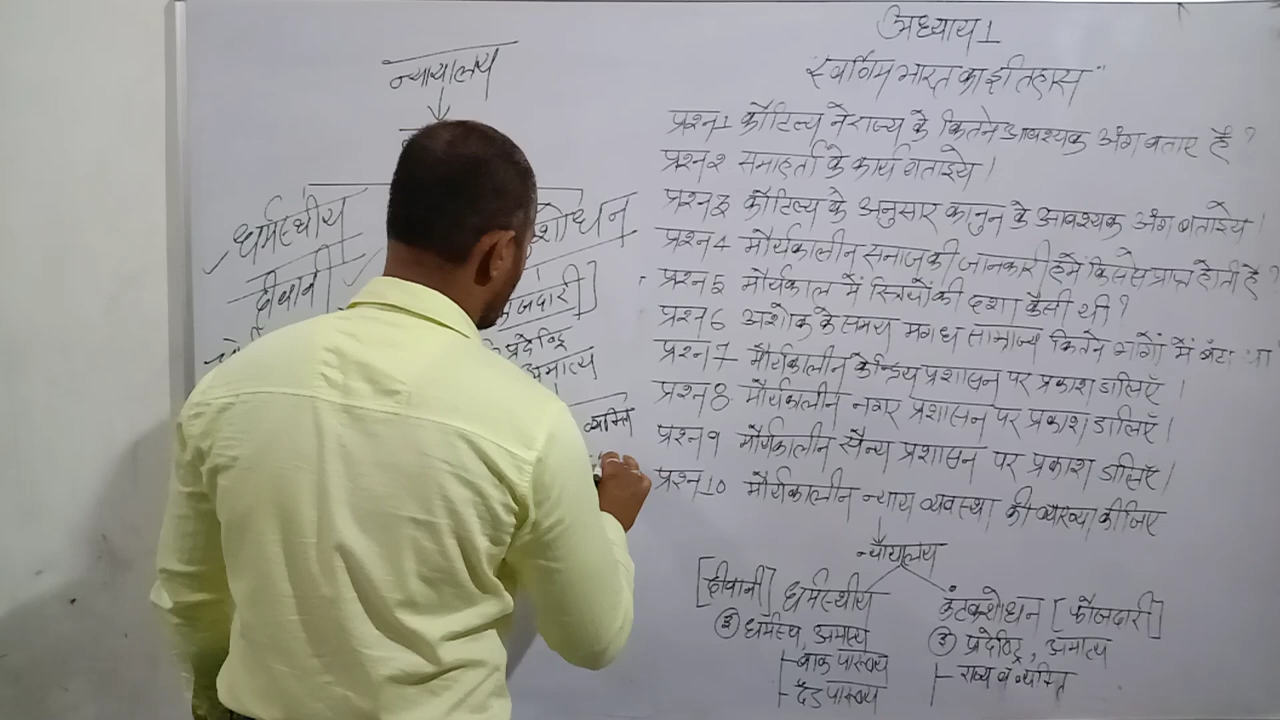 न्यायालय
धर्मस्थीय
दीवानी
शोधन
जदारी]
प्रदेष्ट्रि
अमात्य
व्यक्ति
अध्याय 1
स्वर्णिम भारत का इतिहास"
प्रश्न 1 कौटिल्य ने राज्य के कितने आवश्यक अंग बताए हैं ?
प्रश्न २ समाहर्ता के कार्य बताइये ।
प्रश्न 3 कौटिल्य के अनुसार कानुन के आवश्यक अंग बताइये ।
प्रश्न 4 मौर्यकालीन समाज की जानकारी हमें किससे प्राप्त होती है ?
प्रश्न 5 मौर्यकाल में स्त्रियों की दशा कैसी थी ?
प्रश्न 6 अशोक के समय मगध साम्राज्य कितने भागों में बंटा था
प्रश्न 7 मौर्यकालीन केन्द्रिय प्रशासन पर प्रकाश डालिएँ ।
प्रश्न 8 मौर्यकालीन नगर प्रशासन पर प्रकाश डालिएँ ।
प्रश्न ९ मौर्यकालीन सैन्य प्रशासन पर प्रकाश डालिएँ ।
प्रश्न 10 मौर्यकालीन न्याय व्यवस्था की व्याख्या कीजिए
न्यायालय
[दीवानी] धर्मस्थीय कंटकशोधन [फौजदारी]
③ धर्मस्थ, अमात्य ③ प्रदेष्ट्रि, अमात्य
वाक पारूष्य राज्य व व्यक्ति
दंड पारूष्य